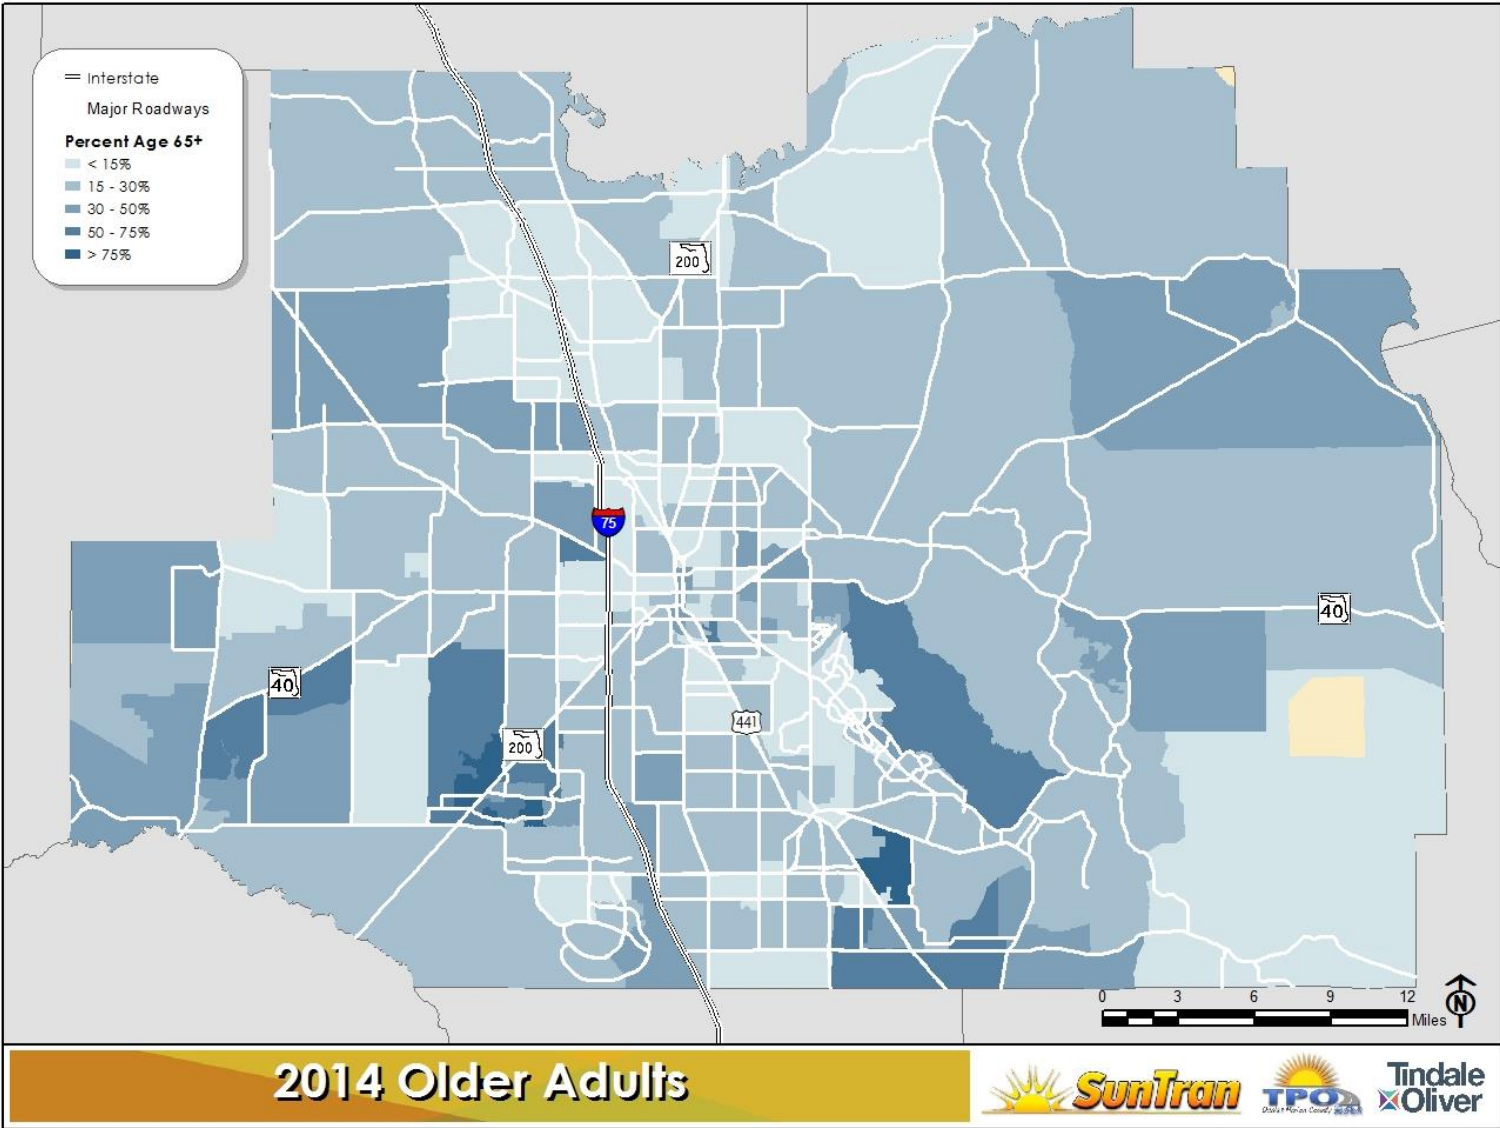 Interstate
Major Roadways
Percent Age 65+
< 15%
15 - 30%
30 - 50%
50 - 75%
> 75%
200
75
40
40
441
200
0 3 6 9 12
Miles
N
2014 Older Adults
SunTran
TPO
Tindale
Oliver